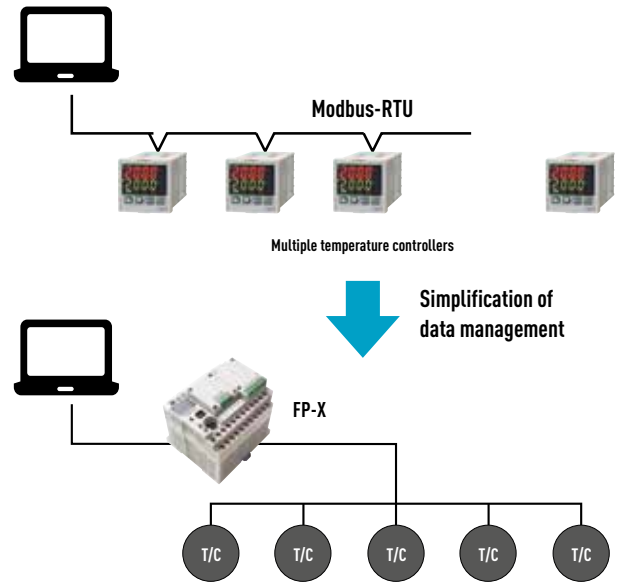 Modbus-RTU
Multiple temperature controllers
Simplification of
data management
FP-X
T/C
T/C
T/C
T/C
T/C